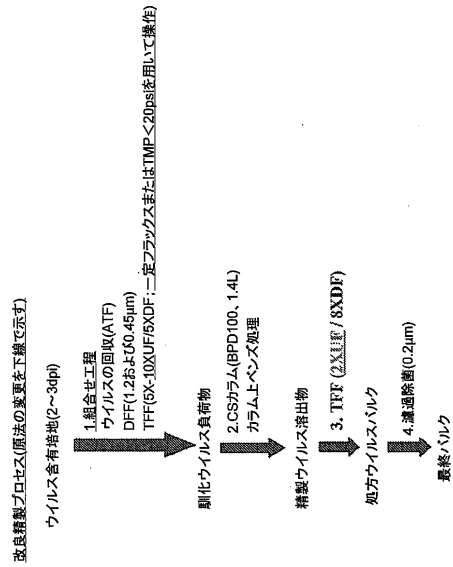 改良精製プロセス(原法の変更を下線で示す)
ウイルス含有培地(2〜3dpi)
1.組合せ工程
ウイルスの回収(ATF)
DFF(1.2および0.45μm)
TFF(5X-10XUF/5XDF;一定フラックスまたはTMP<20psiを用いて操作)
馴化ウイルス負荷物
2.CSカラム(BPD100、1.4L)
カラム上ベンズ処理
精製ウイルス溶出物
3. TFF (2XUF / 8XDF)
処方ウイルスバルク
4.濾過除菌(0.2μm)
最終バルク